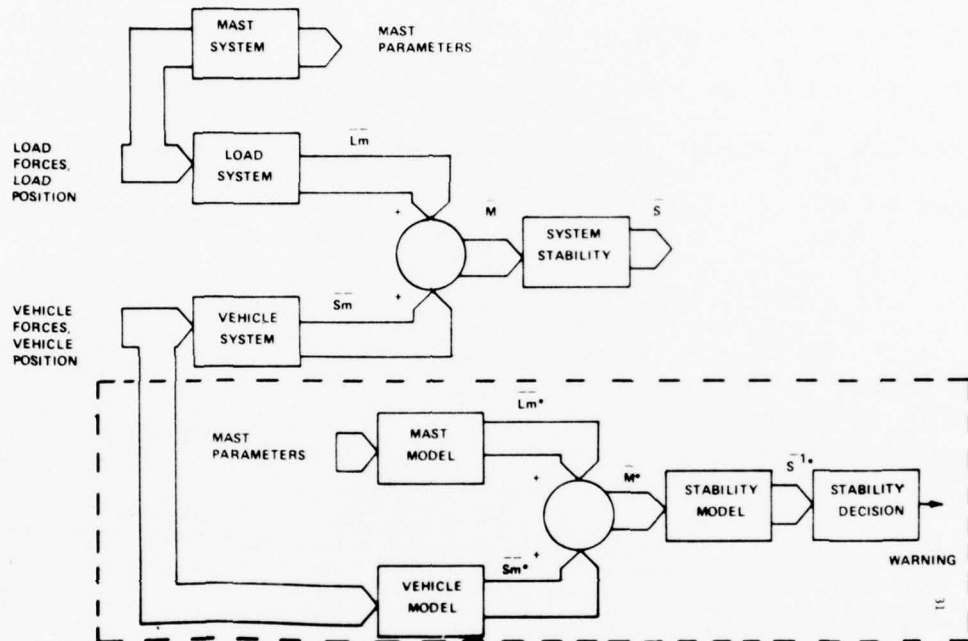 MAST
SYSTEM
MAST
PARAMETERS
LOAD
FORCES,
LOAD
POSITION
LOAD
SYSTEM
Lm
+
M
SYSTEM
STABILITY
S
VEHICLE
FORCES,
VEHICLE
POSITION
VEHICLE
SYSTEM
Sm
+
MAST
PARAMETERS
MAST
MODEL
Lm*
+
M*
STABILITY
MODEL
S1*
STABILITY
DECISION
WARNING
VEHICLE
MODEL
Sm*
+
31